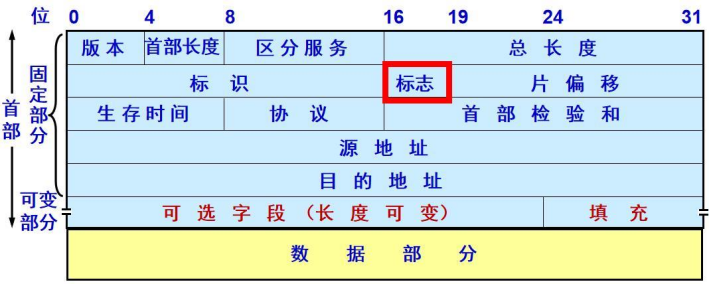 位 0 4 8 16 19 24 31
版本 首部长度 区分服务 总长度
标识 标志 片偏移
生存时间 协议 首部检验和
源地址
目的地址
可选字段（长度可变） 填充
数据部分
首部
固定部分
可变部分